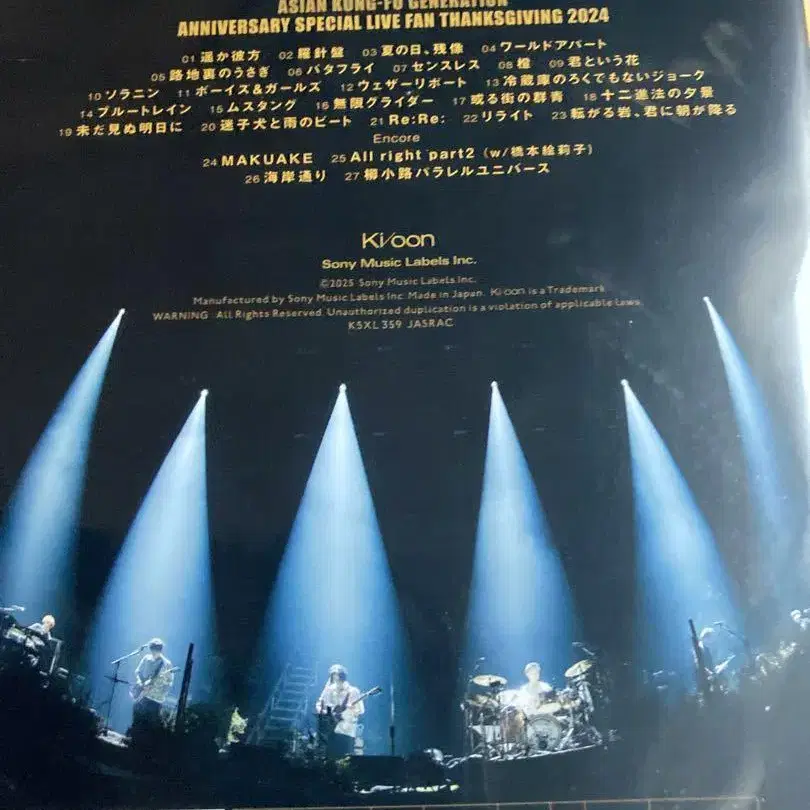 ASIAN KUNG-FU GENERATION
ANNIVERSARY SPECIAL LIVE FAN THANKSGIVING 2024
01 遥か彼方 02 羅針盤 03 夏の日、残像 04 ワールドアパート
05 路地裏のうさぎ 06 バタフライ 07 センスレス 08 橙 09 君という花
10 ソラニン 11 ボーイズ&ガールズ 12 ウェザーリポート 13 冷蔵庫のろくでもないジョーク
14 ブルートレイン 15 ムスタング 16 無限グライダー 17 或る街の群青 18 十二進法の夕景
19 未だ見ぬ明日に 20 迷子犬と雨のビート 21 Re:Re: 22 リライト 23 転がる岩、君に朝が降る
Encore
24 MAKUAKE 25 All right part2 (w/橋本絵莉子)
26 海岸通り 27 柳小路パラレルユニバース
Ki/oon
Sony Music Labels Inc.
©2025 Sony Music Labels Inc.
Manufactured by Sony Music Labels Inc. Made in Japan. Ki/oon is a Trademark
WARNING: All Rights Reserved. Unauthorized duplication is a violation of applicable laws.
KSXL 359 JASRAC